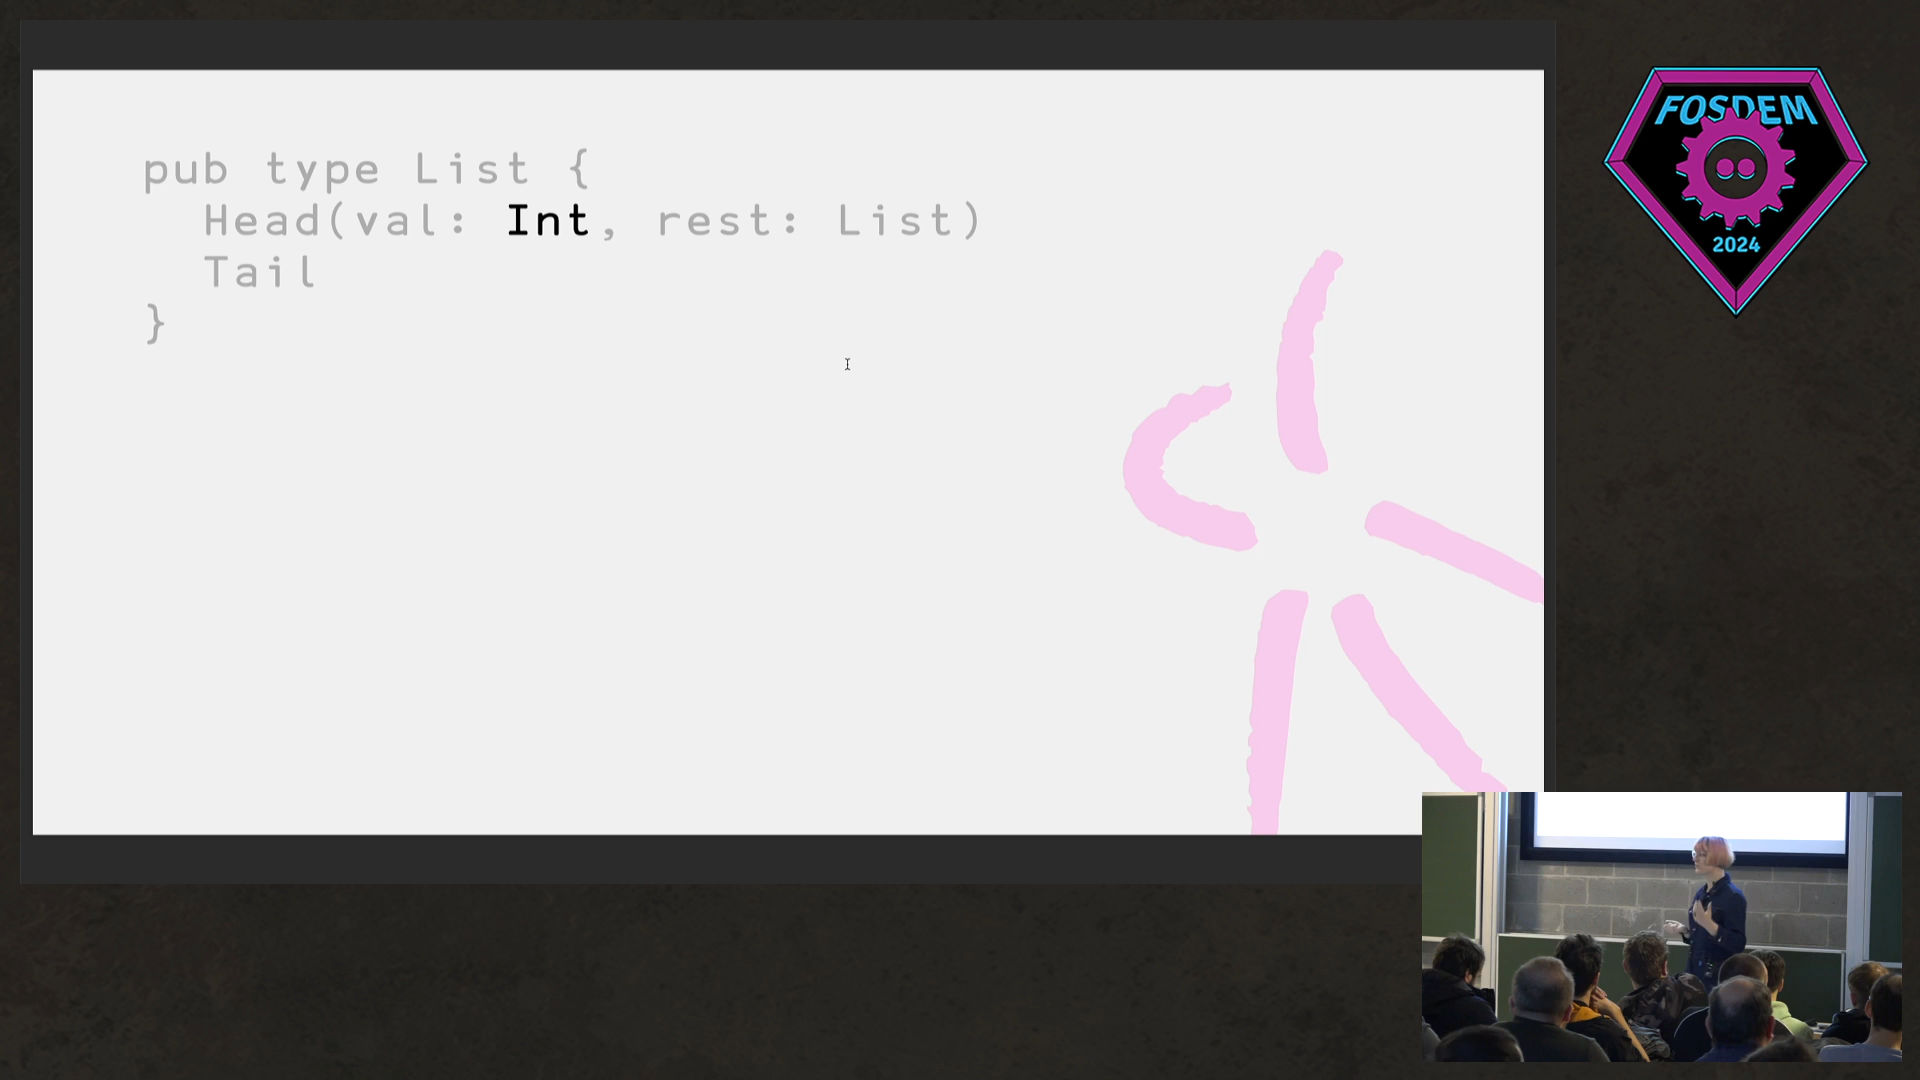 pub type List {
Head(val: Int, rest: List)
Tail
}
FOSDEM
2024